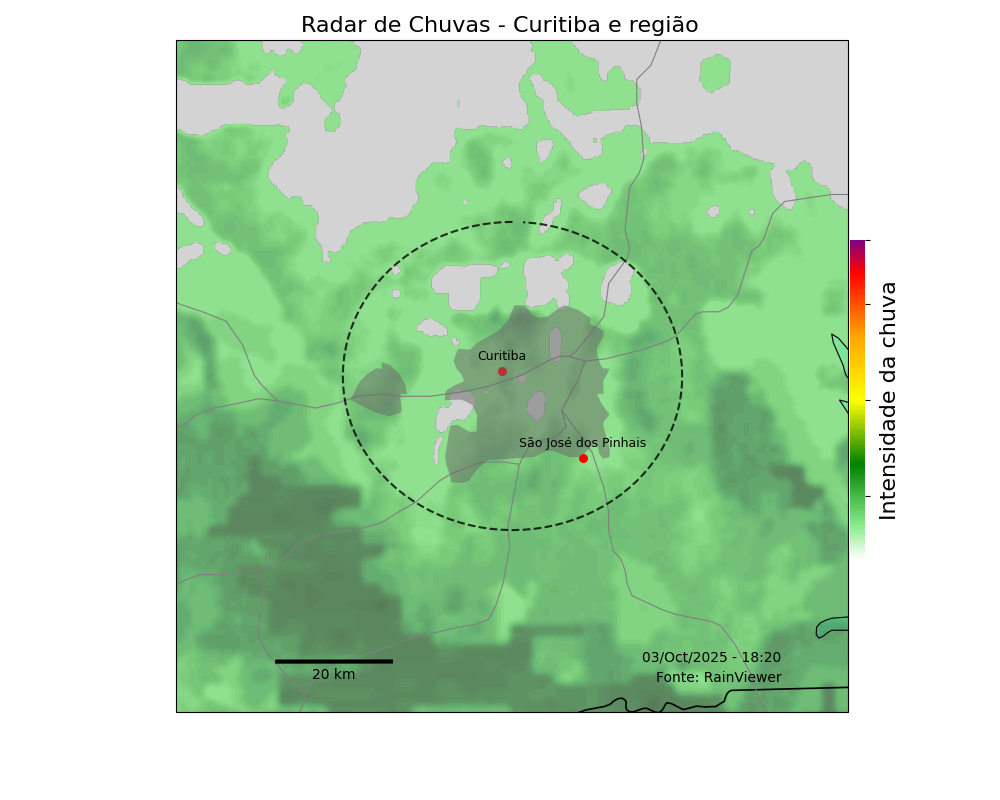 Radar de Chuvas - Curitiba e região
Curitiba
São José dos Pinhais
Intensidade da chuva
03/Oct/2025 - 18:20
Fonte: RainViewer
20 km